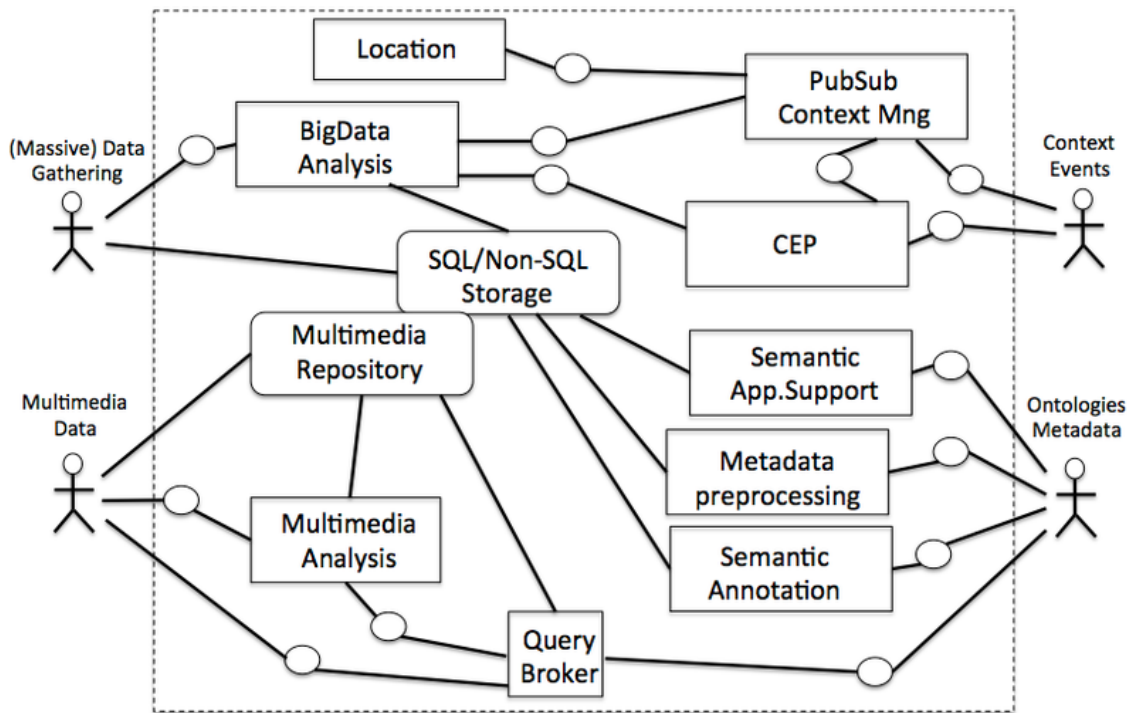 Location
PubSub
Context Mng
BigData
Analysis
(Massive) Data
Gathering
Context
Events
CEP
SQL/Non-SQL
Storage
Multimedia
Repository
Semantic
App.Support
Multimedia
Data
Ontologies
Metadata
Metadata
preprocessing
Multimedia
Analysis
Semantic
Annotation
Query
Broker